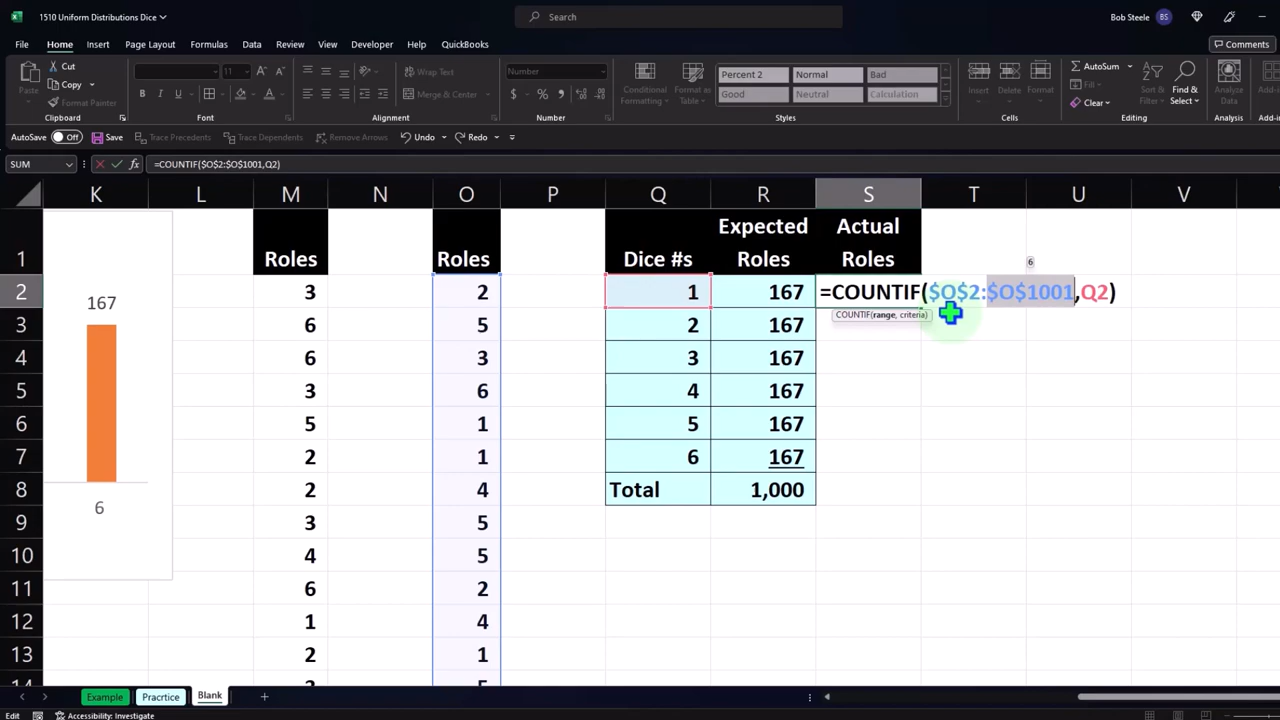 1510 Uniform Distributions Dice
Search
Bob Steele BS
File Home Insert Page Layout Formulas Data Review View Developer Help QuickBooks Comments
Paste Cut Copy Format Painter Clipboard
11 Wrap Text Merge & Center Font Alignment
Number Number
Conditional Formatting Format as Table
Percent 2 Normal Bad
Good Neutral Calculation
Styles
Insert Delete Format Cells
AutoSum Fill Clear Sort & Filter Find & Select Editing
Analyze Data Analysis
AutoSave Off Save Trace Precedents Trace Dependents Remove Arrows Undo Redo
SUM =COUNTIF($O$2:$O$1001,Q2)
K L M N O P Q R S T U V
1 Roles Roles Dice #s Expected Roles Actual Roles 6
2 167 3 2 1 167 =COUNTIF($O$2:$O$1001,Q2)
COUNTIF(range, criteria)
3 6 5 2 167
4 6 3 3 167
5 3 6 4 167
6 5 1 5 167
7 2 1 6 167
8 6 2 4 Total 1,000
9 3 5
10 4 5
11 6 2
12 1 4
13 2 1
14
Example Pracrtice Blank
Edit Accessibility: Investigate